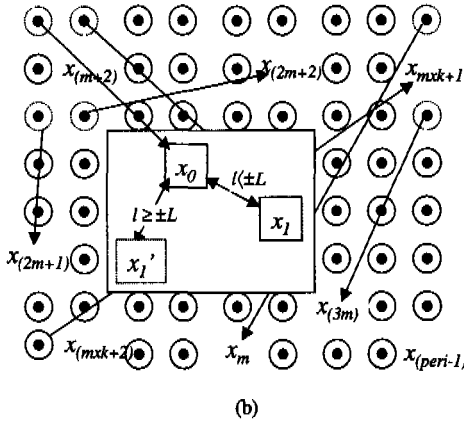 x(m+2) x(2m+2) x mxk+1
x0
l(±L
l ≥ ±L
x1
x1'
x(2m+1)
x(mxk+2) xm x(3m) x(peri-1)
(b)